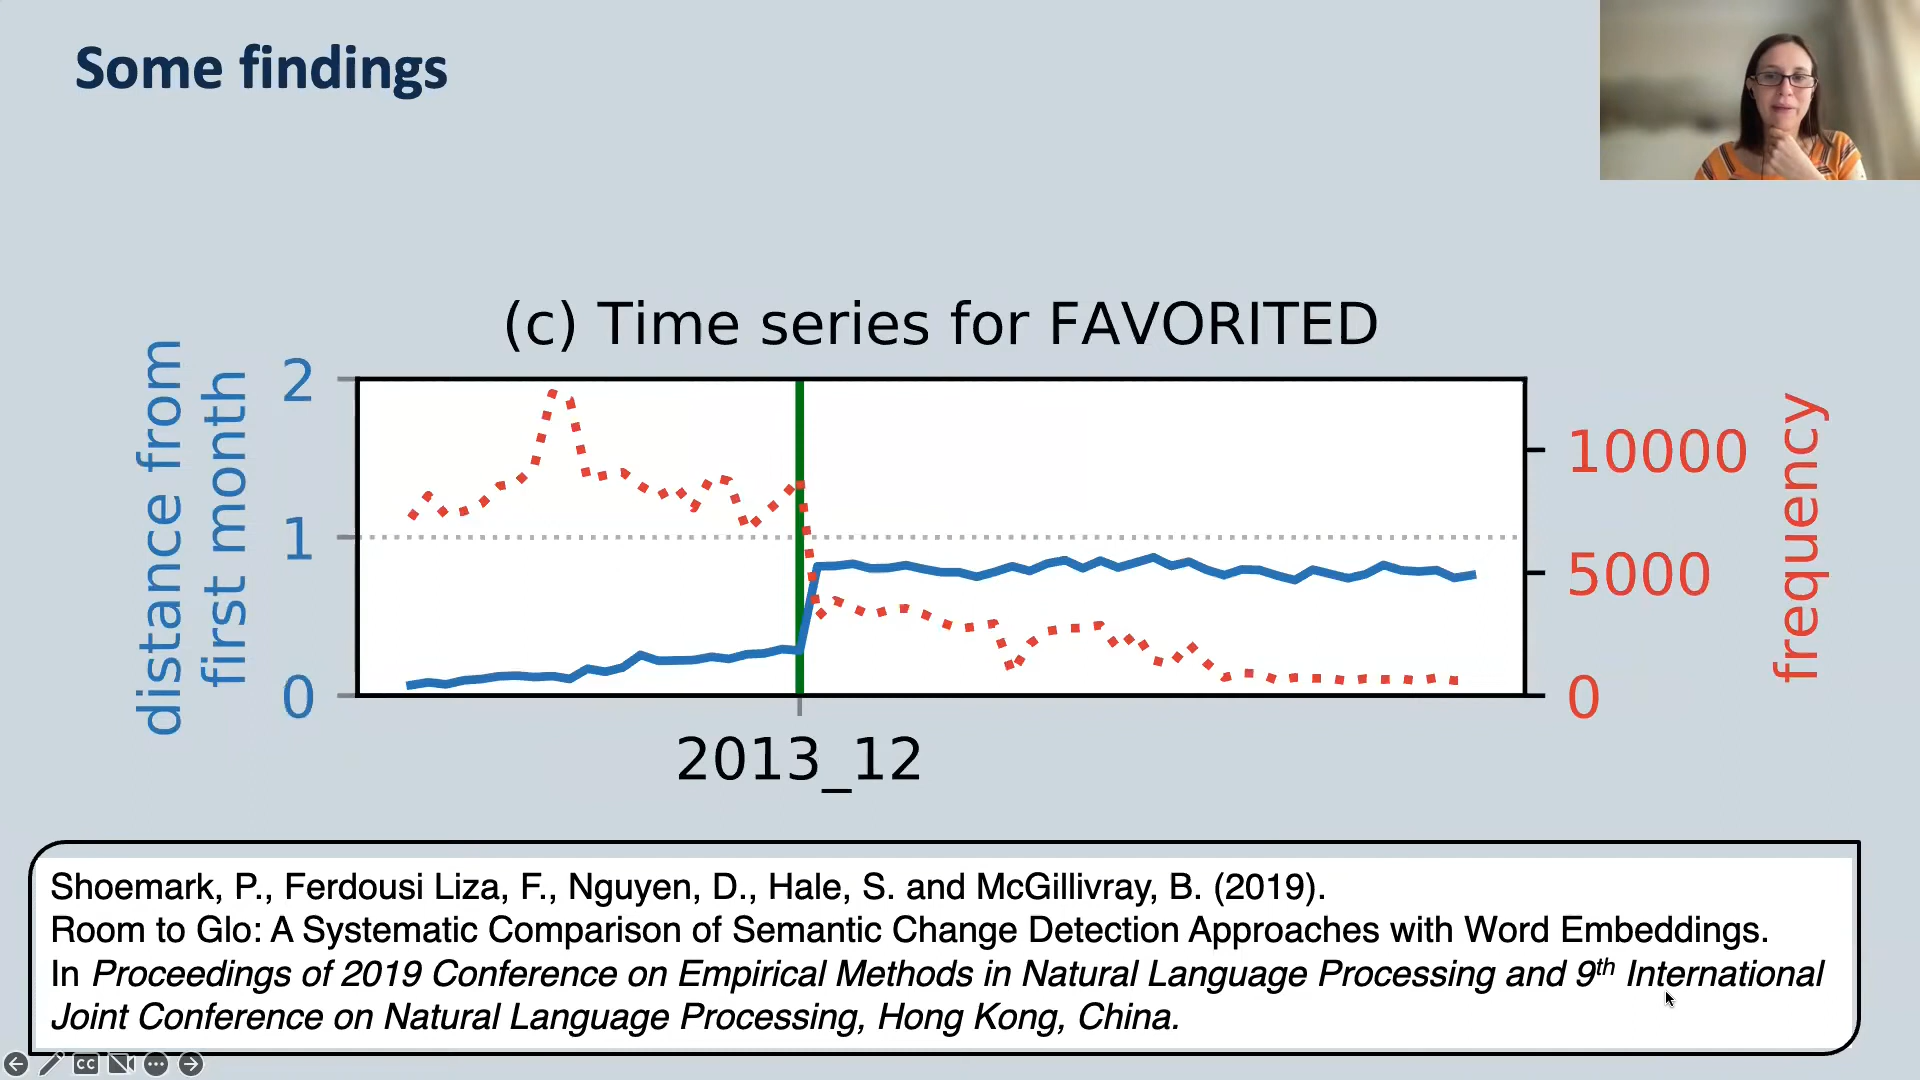 Some findings
(c) Time series for FAVORITED
distance from
first month
2
1
0
10000
5000
0
frequency
2013_12
Shoemark, P., Ferdousi Liza, F., Nguyen, D., Hale, S. and McGillivray, B. (2019).
Room to Glo: A Systematic Comparison of Semantic Change Detection Approaches with Word Embeddings.
In Proceedings of 2019 Conference on Empirical Methods in Natural Language Processing and 9th International
Joint Conference on Natural Language Processing, Hong Kong, China.
CC